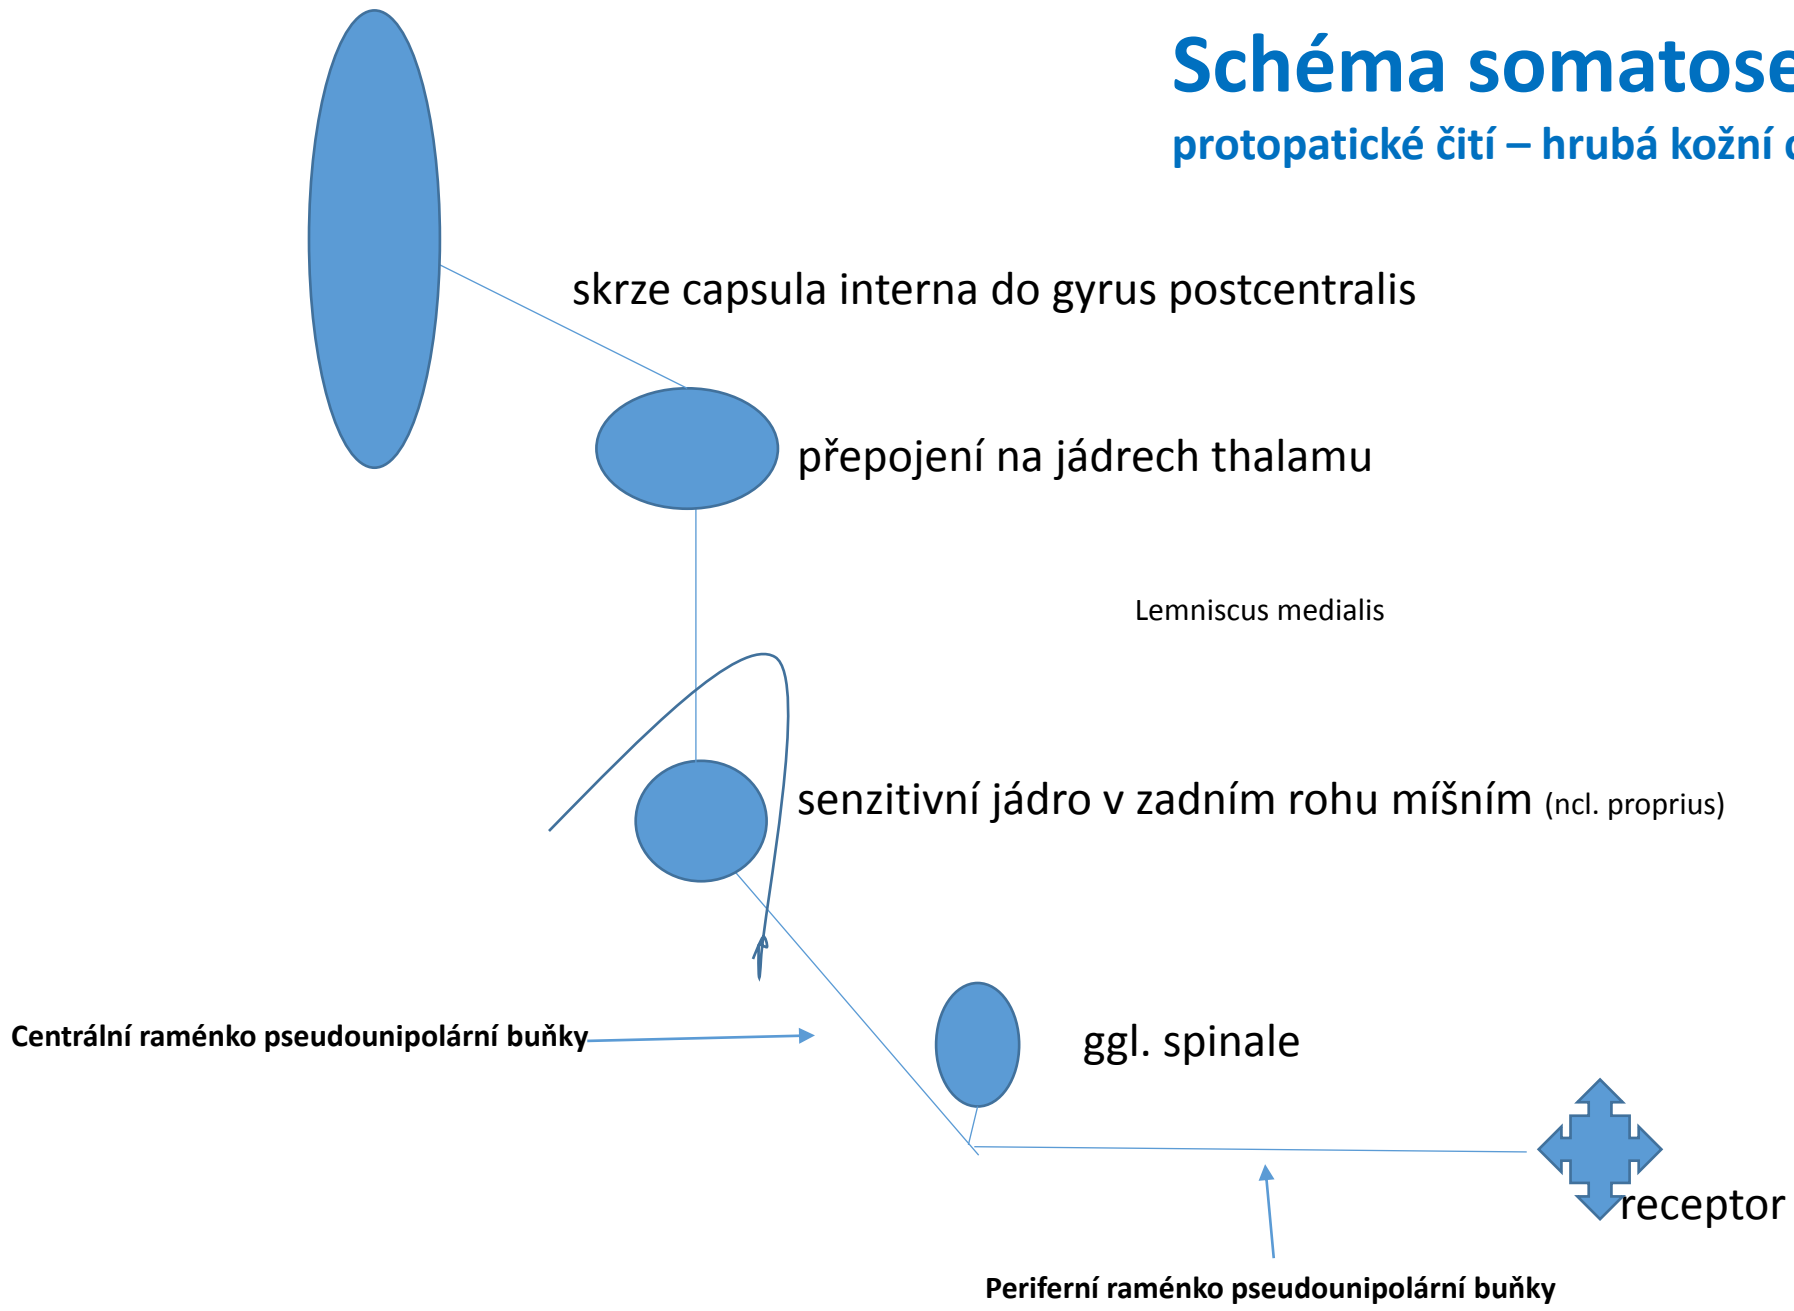 Schéma somatose
protopatické čití – hrubá kožní
skrze capsula interna do gyrus postcentralis
přepojení na jádrech thalamu
Lemniscus medialis
senzitivní jádro v zadním rohu míšním (ncl. proprius)
Centrální raménko pseudounipolární buňky
ggl. spinale
receptor
Periferní raménko pseudounipolární buňky